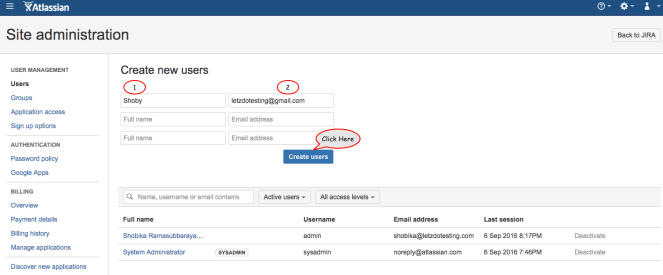 Atlassian
Site administration
Back to JIRA
USER MANAGEMENT
Users
Groups
Application access
Sign up options
AUTHENTICATION
Password policy
Google Apps
BILLING
Overview
Payment details
Billing history
Manage applications
Discover new applications
Create new users
1 2
Shoby letzdotesting@gmail.com
Full name Email address
Full name Email address
Click Here
Create users
Name, username or email contains Active users All access levels
Full name Username Email address Last session
Shobika Ramasubbaraya... admin shobika@letzdotesting.com 6 Sep 2016 8:17PM Deactivate
System Administrator SYSADMIN sysadmin noreply@atlassian.com 6 Sep 2016 7:46PM Deactivate